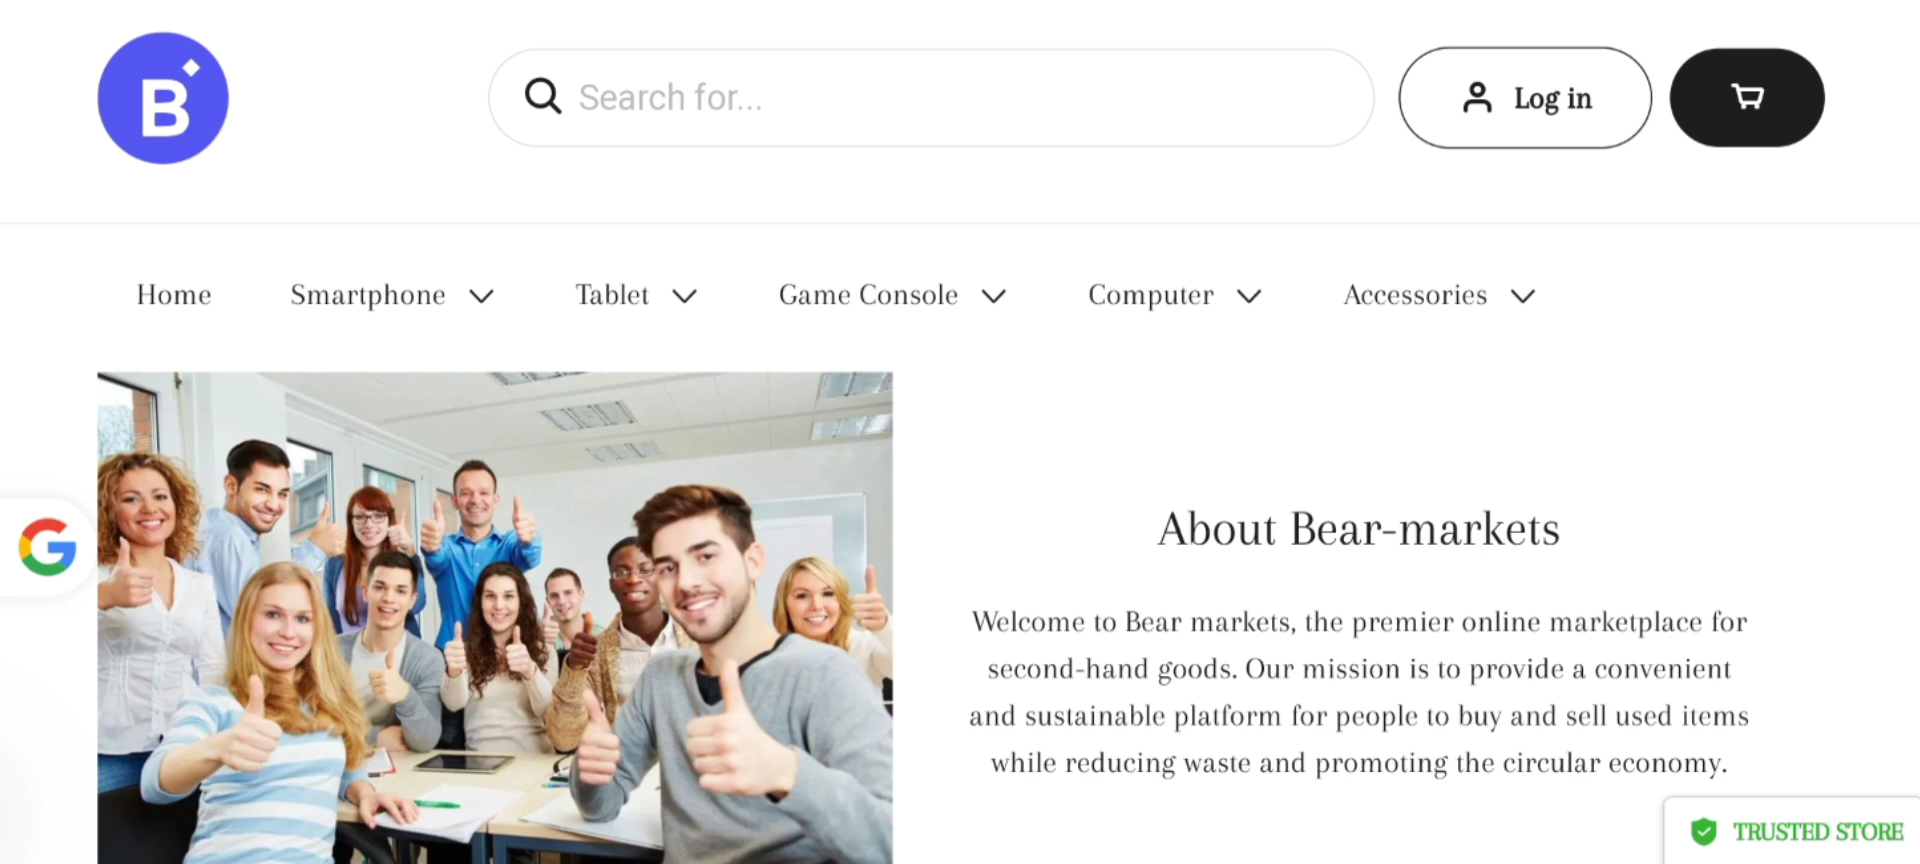 B
Search for...
Log in
Home Smartphone Tablet Game Console Computer Accessories
G
About Bear-markets
Welcome to Bear markets, the premier online marketplace for
second-hand goods. Our mission is to provide a convenient
and sustainable platform for people to buy and sell used items
while reducing waste and promoting the circular economy.
TRUSTED STORE